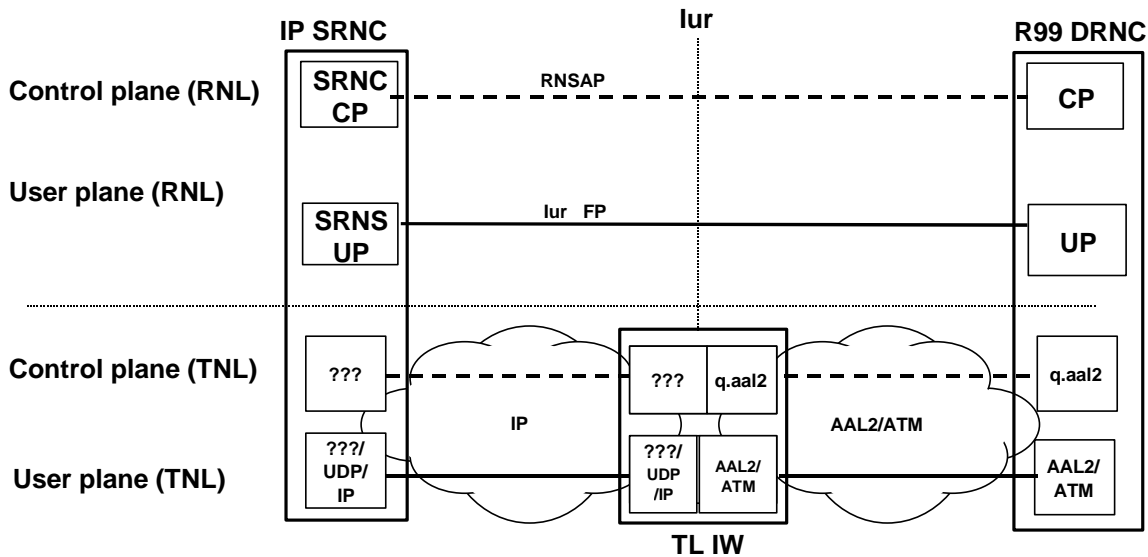 Iur
IP SRNC
R99 DRNC
Control plane (RNL)
SRNC
CP
RNSAP
CP
User plane (RNL)
SRNS
UP
Iur FP
UP
Control plane (TNL)
???
???
q.aal2
q.aal2
IP
AAL2/ATM
User plane (TNL)
???/
UDP/
IP
???/
UDP
/IP
AAL2/
ATM
AAL2/
ATM
TL IW